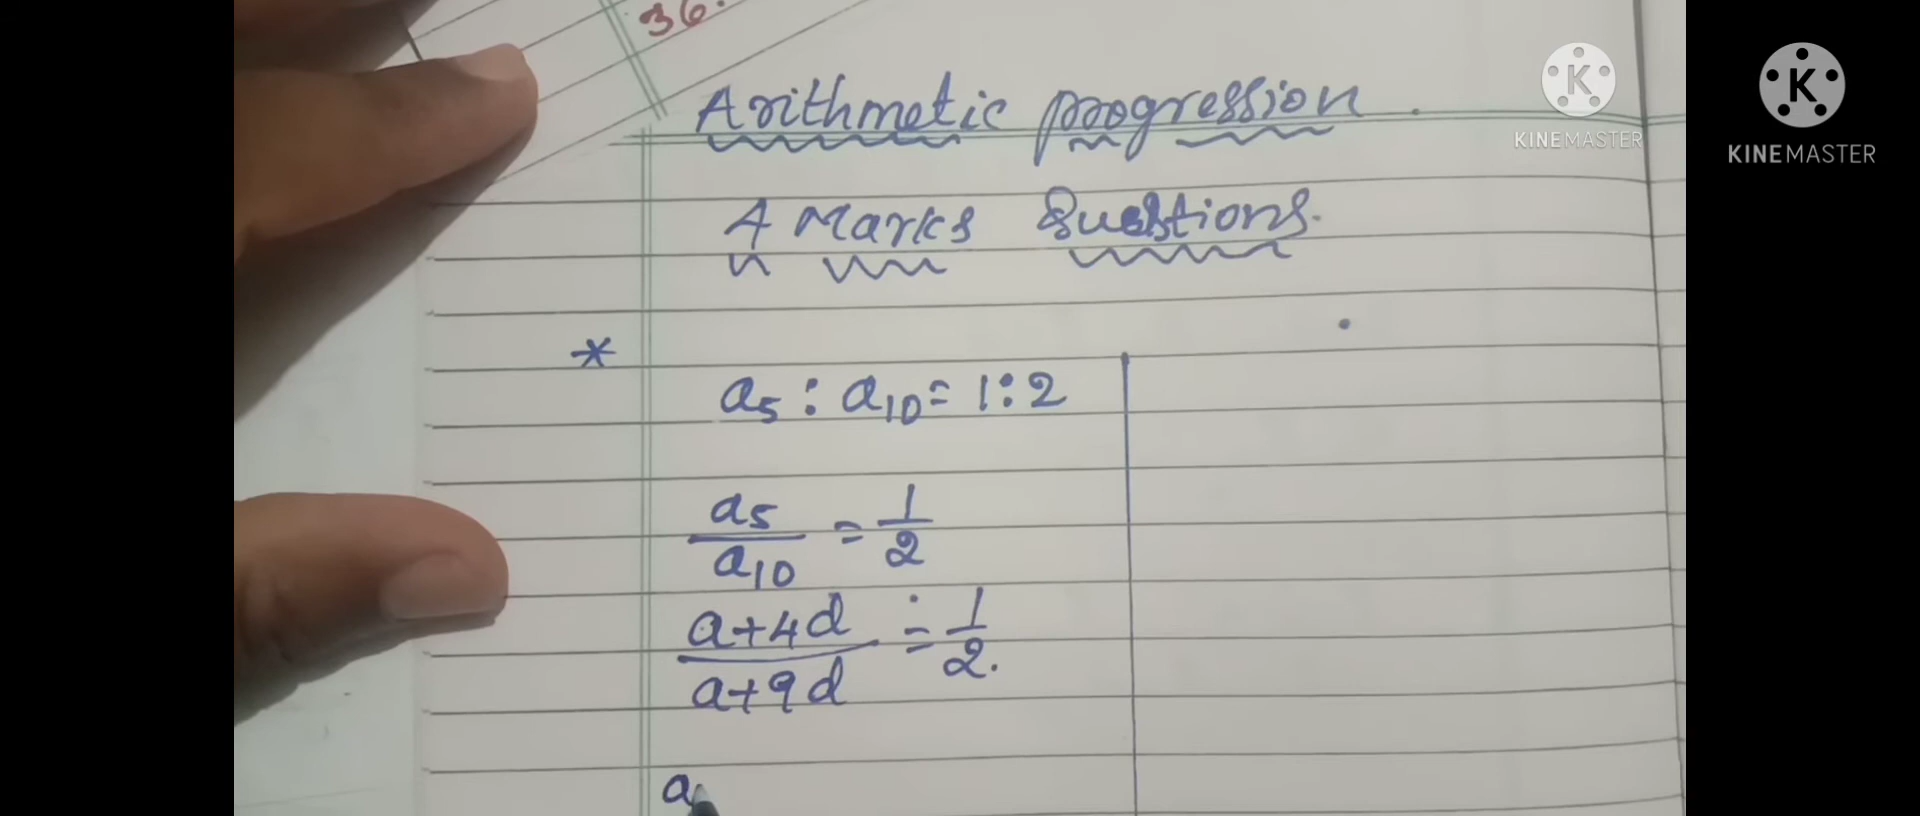 36.
Arithmetic progression.
4 Marks Questions.
*
a₅ : a₁₀ = 1:2
a₅/a₁₀ = 1/2
a+4d/a+9d = 1/2.
a
KINEMASTER
KINEMASTER